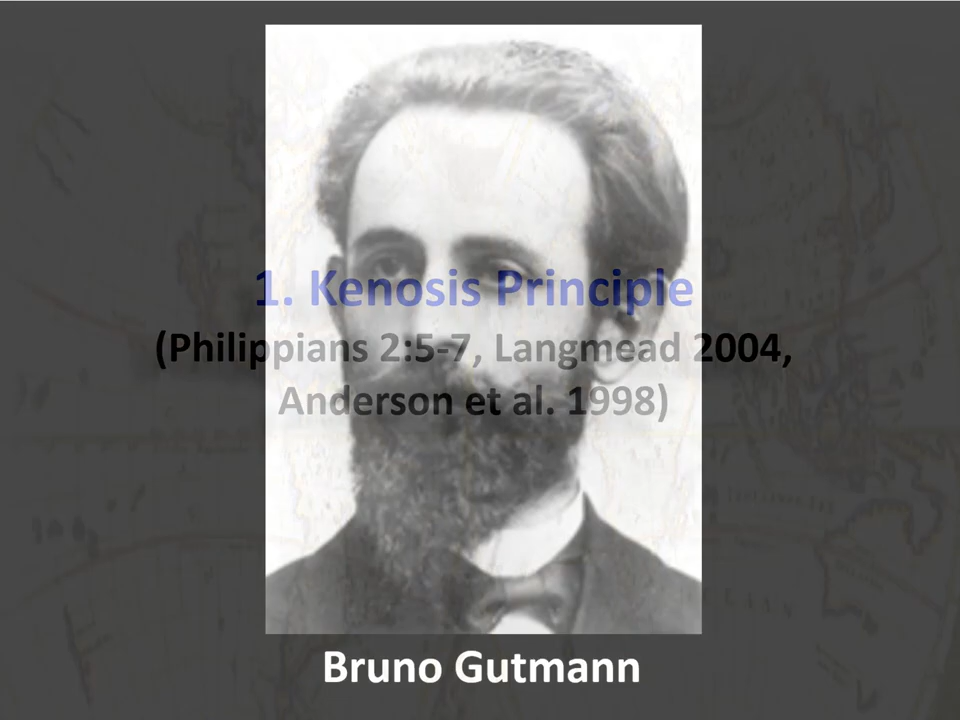 1. Kenosis Principle
(Philippians 2:5-7, Langmead 2004,
Anderson et al. 1998)
Bruno Gutmann